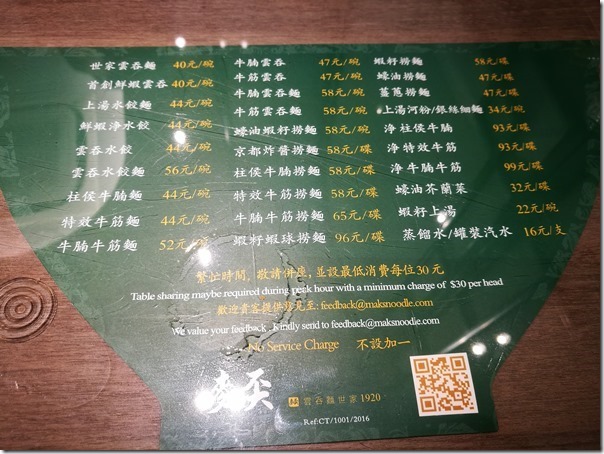 世家雲吞麵 40元/碗
首創鮮蝦雲吞 40元/碗
上湯水餃麵 44元/碗
鮮蝦淨水餃 44元/碗
雲吞水餃 44元/碗
雲吞水餃麵 56元/碗
柱侯牛腩麵 44元/碗
特效牛筋麵 44元/碗
牛腩牛筋麵 52元/碗
牛腩雲吞 47元/碗
牛筋雲吞 47元/碗
牛腩雲吞麵 58元/碗
牛筋雲吞麵 58元/碗
蠔油蝦籽撈麵 58元/碟
京都炸醬撈麵 58元/碟
柱侯牛腩撈麵 58元/碟
特效牛筋撈麵 58元/碟
牛腩牛筋撈麵 65元/碟
蝦籽蝦球撈麵 96元/碟
蝦籽撈麵 58元/碟
蠔油撈麵 47元/碟
薑蔥撈麵 47元/碟
上湯河粉/銀絲細麵 34元/碗
淨柱侯牛腩 93元/碟
淨特效牛筋 93元/碟
淨牛腩牛筋 99元/碟
蠔油芥蘭菜 32元/碟
蝦籽上湯 22元/碗
蒸餾水/罐裝汽水 16元/支
繁忙時間, 敬請併座, 並設最低消費每位30元
Table sharing maybe required during peak hour with a minimum charge of $30 per head
歡迎貴客提供意見至: feedback@maksnoodle.com
We value your feedback . Kindly send to feedback@maksnoodle.com
No Service Charge 不設加一
麥奀
雲吞麵世家 1920
Ref:CT/1001/2016